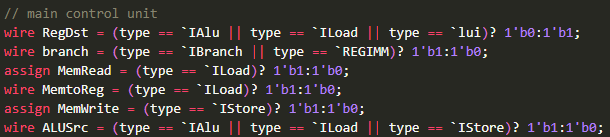 // main control unit
wire RegDst = (type == `IAlu || type == `ILoad || type == `lui)? 1'b0:1'b1;
wire branch = (type == `IBranch || type == `REGIMM)? 1'b1:1'b0;
assign MemRead = (type == `ILoad)? 1'b1:1'b0;
wire MemtoReg = (type == `ILoad)? 1'b1:1'b0;
assign MemWrite = (type == `IStore)? 1'b1:1'b0;
wire ALUSrc = (type == `IAlu || type == `ILoad || type == `IStore)? 1'b1:1'b0;